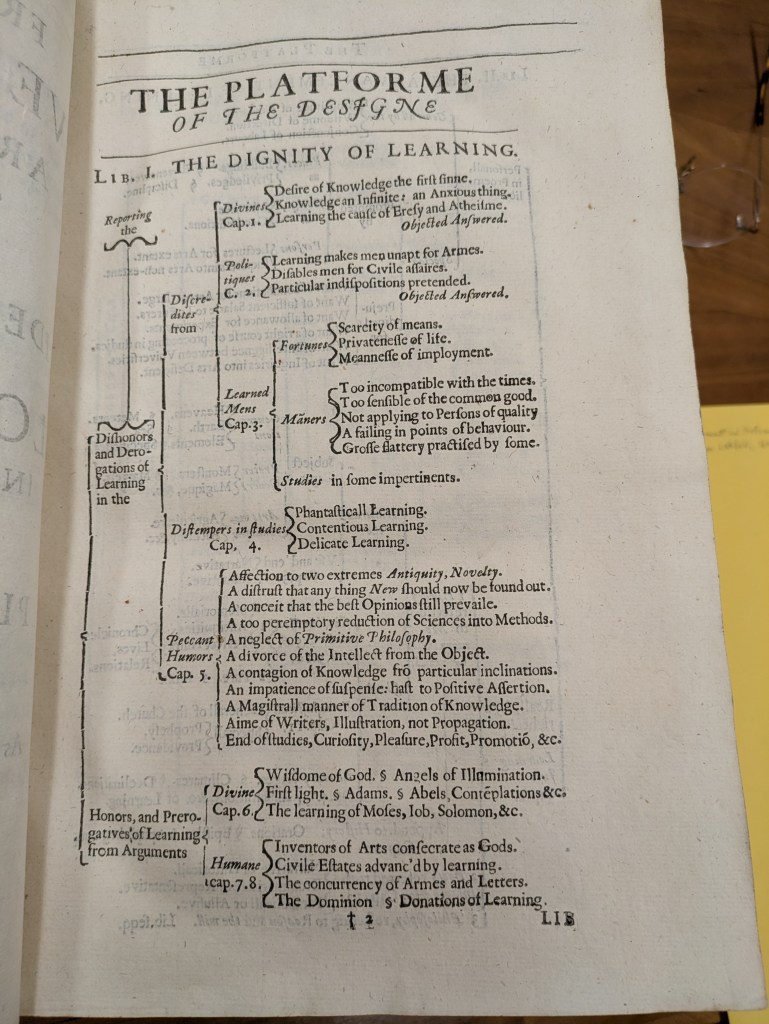 THE PLATFORME
OF THE DESIGNE
LIB. I. THE DIGNITY OF LEARNING.
Reporting
the
Diſhonors
and Dero-
gations of
Learning
in the
Diſcre-
dites
from
Divines
Cap. 1.
Deſire of Knowledge the firſt ſinne.
Knowledge an Infinite: an Anxious thing.
Learning the cauſe of Ereſy and Atheiſme.
Objected Anſwered.
Poli-
tiques
C. 2.
Learning makes men unapt for Armes.
Diſables men for Civile affaires.
Particular indiſpoſitions pretended.
Objected Anſwered.
Learned
Mens
Cap. 3.
Fortunes
Scarcity of means.
Privateneſſe of life.
Meanneſſe of imployment.
Māners
Too incompatible with the times.
Too ſenſible of the common good.
Not applying to Perſons of quality
A failing in points of behaviour.
Groſſe flattery practiſed by ſome.
Studies in ſome impertinents.
Diſtempers in ſtudies
Cap. 4.
Phantaſticall Learning.
Contentious Learning.
Delicate Learning.
Peccant
Humors
Cap. 5.
Affection to two extremes Antiquity, Novelty.
A diſtruſt that any thing New ſhould now be found out.
A conceit that the beſt Opinions ſtill prevaile.
A too peremptory reduction of Sciences into Methods.
A neglect of Primitive Philoſophy.
A divorce of the Intellect from the Object.
A contagion of Knowledge frō particular inclinations.
An impatience of ſuſpenſe: haſt to Poſitive Aſſertion.
A Magiſtrall manner of Tradition of Knowledge.
Aime of Writers, Illuſtration, not Propagation.
End of ſtudies, Curioſity, Pleaſure, Profit, Promotiō, &c.
Honors, and Prero-
gatives of Learning
from Arguments
Divine
Cap. 6.
Wiſdome of God. § Angels of Illumination.
Firſt light. § Adams. § Abels, Contēplations &c.
The learning of Moſes, Iob, Solomon, &c.
Humane
cap. 7. 8.
Inventors of Arts conſecrate as Gods.
Civile Eſtates advanc'd by learning.
The concurrency of Armes and Letters.
The Dominion § Donations of Learning.
† 2 LIB